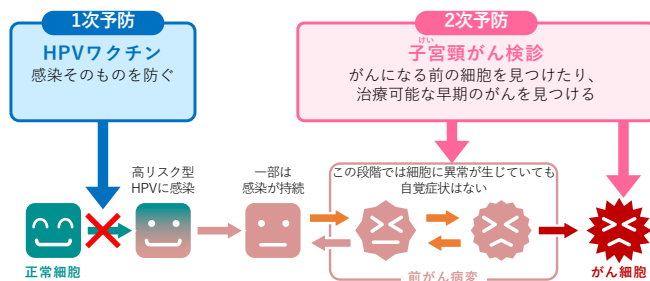 1次予防
HPVワクチン
感染そのものを防ぐ
2次予防
けい
子宮頸がん検診
がんになる前の細胞を見つけたり、
治療可能な早期のがんを見つける
高リスク型
HPVに感染
一部は
感染が持続
この段階では細胞に異常が生じていても
自覚症状はない
正常細胞
前がん病変
がん細胞